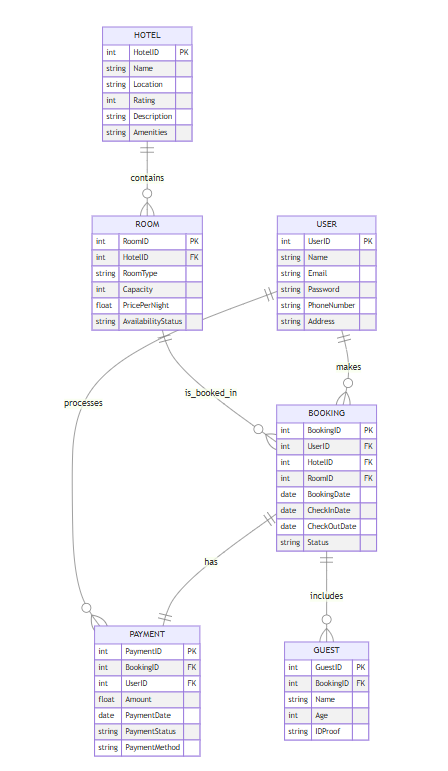 HOTEL
int HotelID PK
string Name
string Location
int Rating
string Description
string Amenities
contains
ROOM
int RoomID PK
int HotelID FK
string RoomType
int Capacity
float PricePerNight
string AvailabilityStatus
USER
int UserID PK
string Name
string Email
string Password
string PhoneNumber
string Address
makes
is_booked_in
processes
BOOKING
int BookingID PK
int UserID FK
int HotelID FK
int RoomID FK
date BookingDate
date CheckInDate
date CheckOutDate
string Status
has
includes
PAYMENT
int PaymentID PK
int BookingID FK
int UserID FK
float Amount
date PaymentDate
string PaymentStatus
string PaymentMethod
GUEST
int GuestID PK
int BookingID FK
string Name
int Age
string IDProof